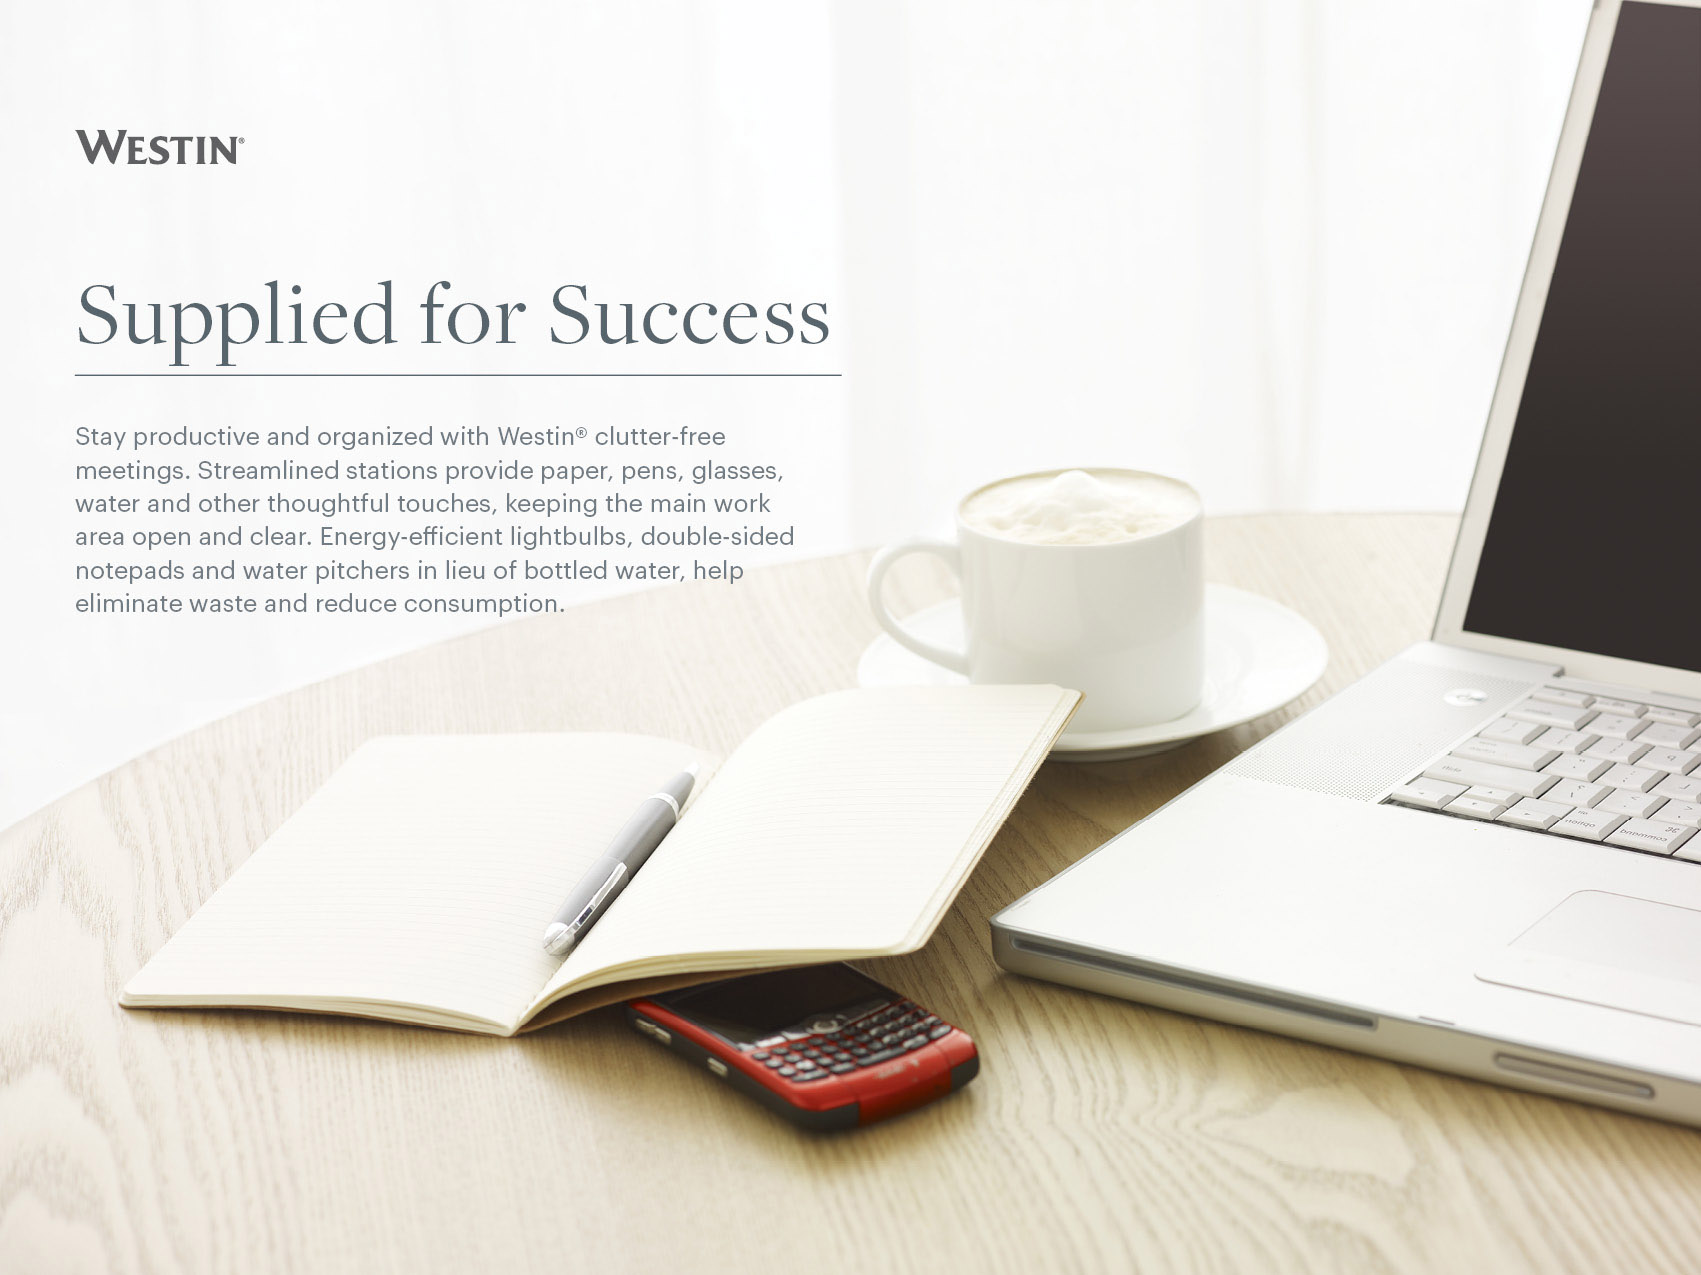 WESTIN®
Supplied for Success
Stay productive and organized with Westin® clutter-free
meetings. Streamlined stations provide paper, pens, glasses,
water and other thoughtful touches, keeping the main work
area open and clear. Energy-efficient lightbulbs, double-sided
notepads and water pitchers in lieu of bottled water, help
eliminate waste and reduce consumption.
option
command